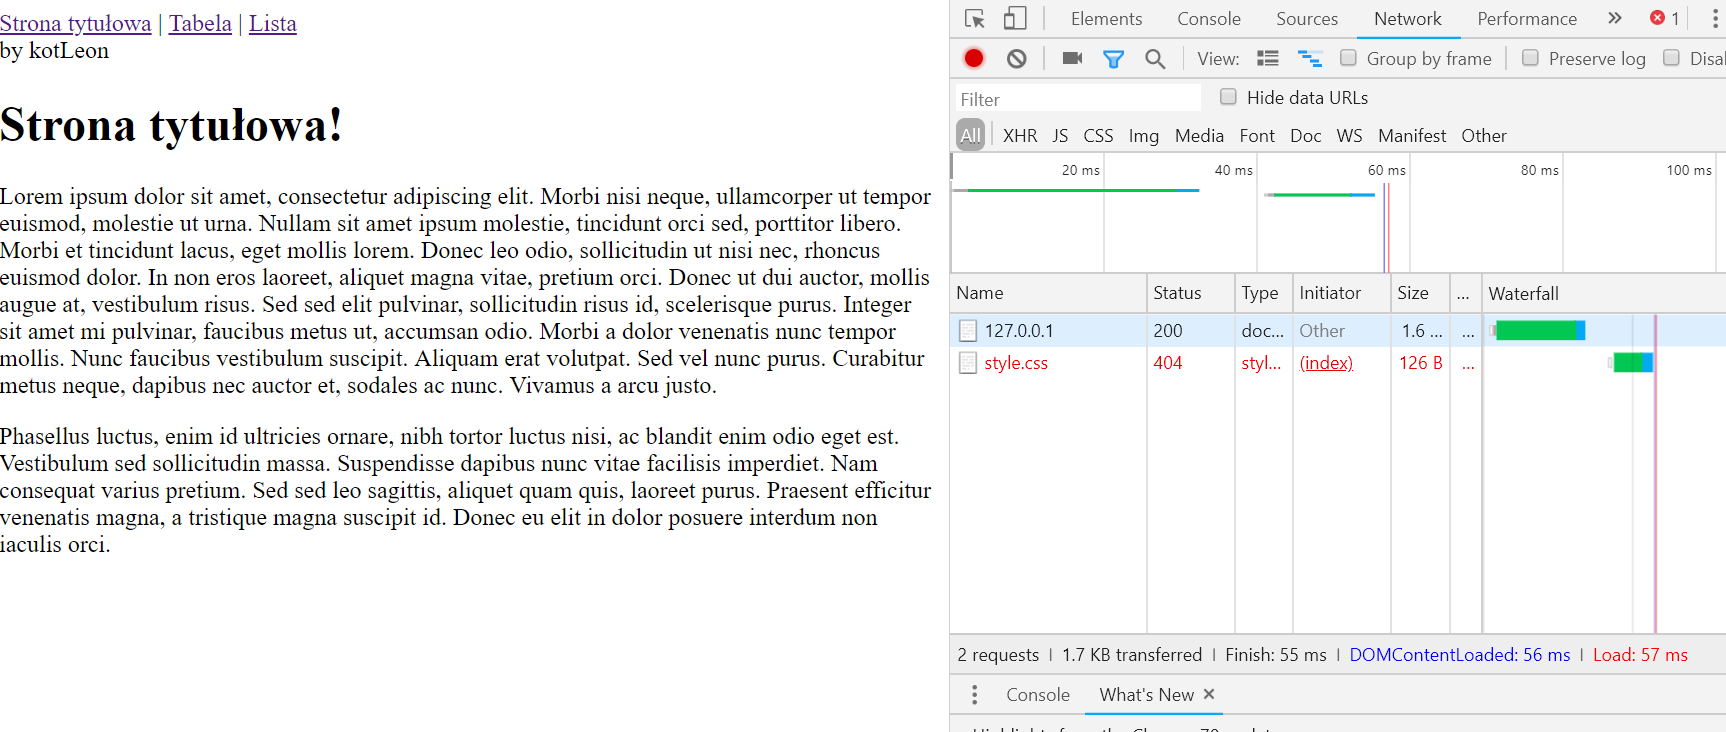 Strona tytułowa | Tabela | Lista
by kotLeon
Strona tytułowa!
Lorem ipsum dolor sit amet, consectetur adipiscing elit. Morbi nisi neque, ullamcorper ut tempor
euismod, molestie ut urna. Nullam sit amet ipsum molestie, tincidunt orci sed, porttitor libero.
Morbi et tincidunt lacus, eget mollis lorem. Donec leo odio, sollicitudin ut nisi nec, rhoncus
euismod dolor. In non eros laoreet, aliquet magna vitae, pretium orci. Donec ut dui auctor, mollis
augue at, vestibulum risus. Sed sed elit pulvinar, sollicitudin risus id, scelerisque purus. Integer
sit amet mi pulvinar, faucibus metus ut, accumsan odio. Morbi a dolor venenatis nunc tempor
mollis. Nunc faucibus vestibulum suscipit. Aliquam erat volutpat. Sed vel nunc purus. Curabitur
metus neque, dapibus nec auctor et, sodales ac nunc. Vivamus a arcu justo.
Phasellus luctus, enim id ultricies ornare, nibh tortor luctus nisi, ac blandit enim odio eget est.
Vestibulum sed sollicitudin massa. Suspendisse dapibus nunc vitae facilisis imperdiet. Nam
consequat varius pretium. Sed sed leo sagittis, aliquet quam quis, laoreet purus. Praesent efficitur
venenatis magna, a tristique magna suscipit id. Donec eu elit in dolor posuere interdum non
iaculis orci.
Elements Console Sources Network Performance » 1
View: Group by frame Preserve log Disal
Filter Hide data URLs
All XHR JS CSS Img Media Font Doc WS Manifest Other
20 ms 40 ms 60 ms 80 ms 100 ms
Name Status Type Initiator Size ... Waterfall
127.0.0.1 200 doc... Other 1.6 ... ...
style.css 404 styl... (index) 126 B ...
2 requests | 1.7 KB transferred | Finish: 55 ms | DOMContentLoaded: 56 ms | Load: 57 ms
Console What's New ×